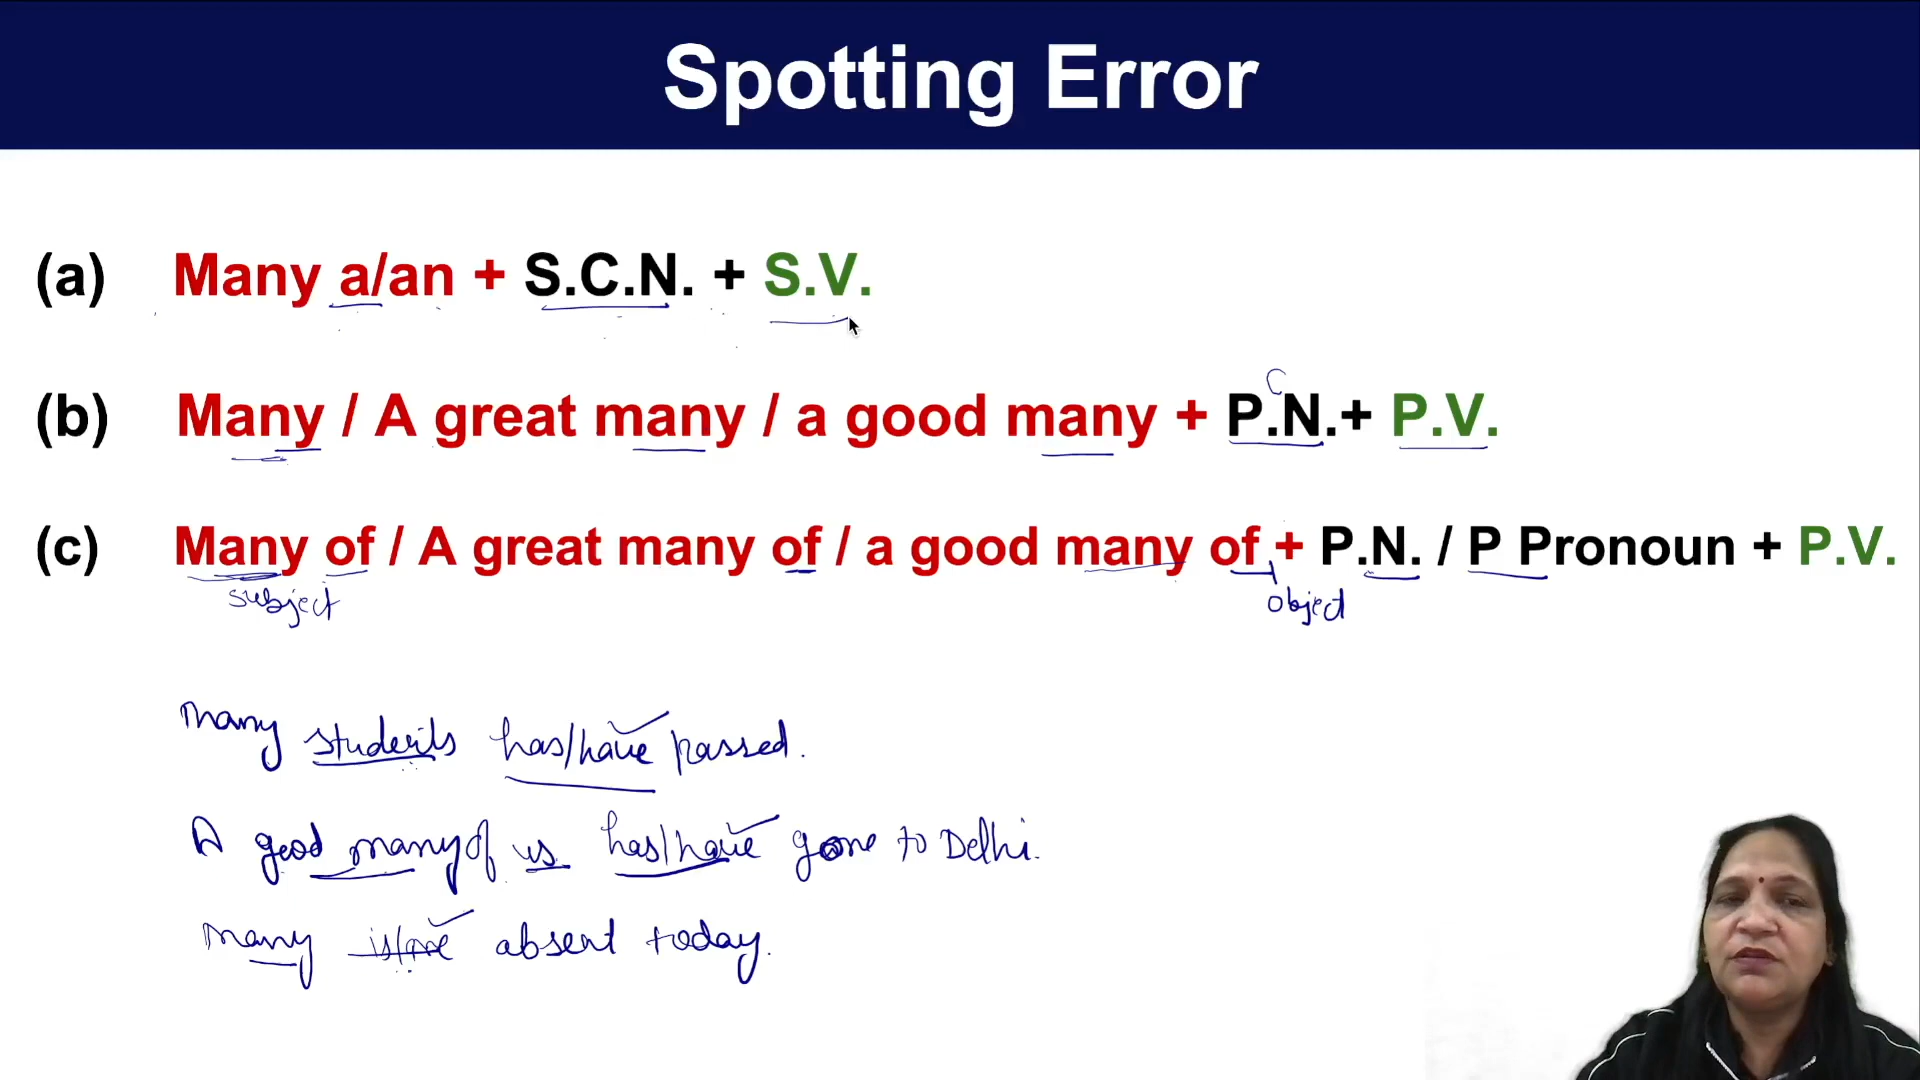 Spotting Error
(a) Many a/an + S.C.N. + S.V.
C
(b) Many / A great many / a good many + P.N.+ P.V.
(c) Many of / A great many of / a good many of + P.N. / P Pronoun + P.V.
subject object
Many students has/have passed.
A good many of us has/have gone to Delhi.
Many is/are absent today.